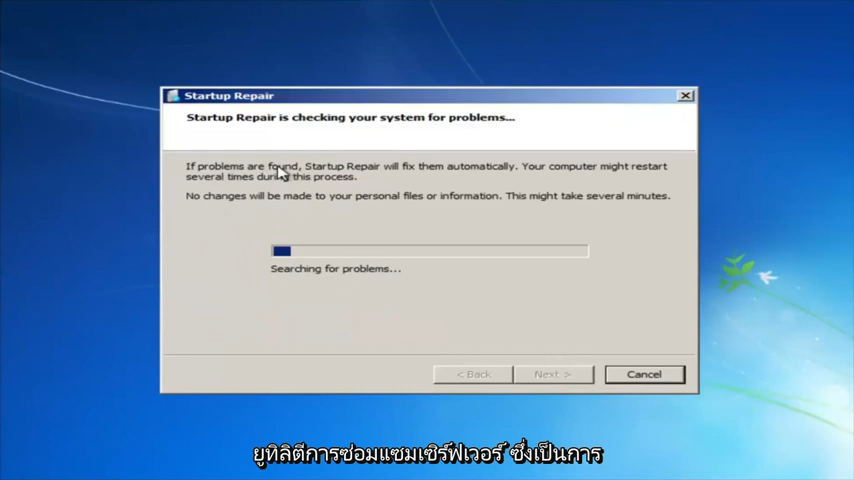 Startup Repair
Startup Repair is checking your system for problems...
If problems are found, Startup Repair will fix them automatically. Your computer might restart
several times during this process.
No changes will be made to your personal files or information. This might take several minutes.
Searching for problems...
< Back
Next >
Cancel
ยูทิลิตีการซ่อมแซมเซิร์ฟเวอร์ ซึ่งเป็นการ